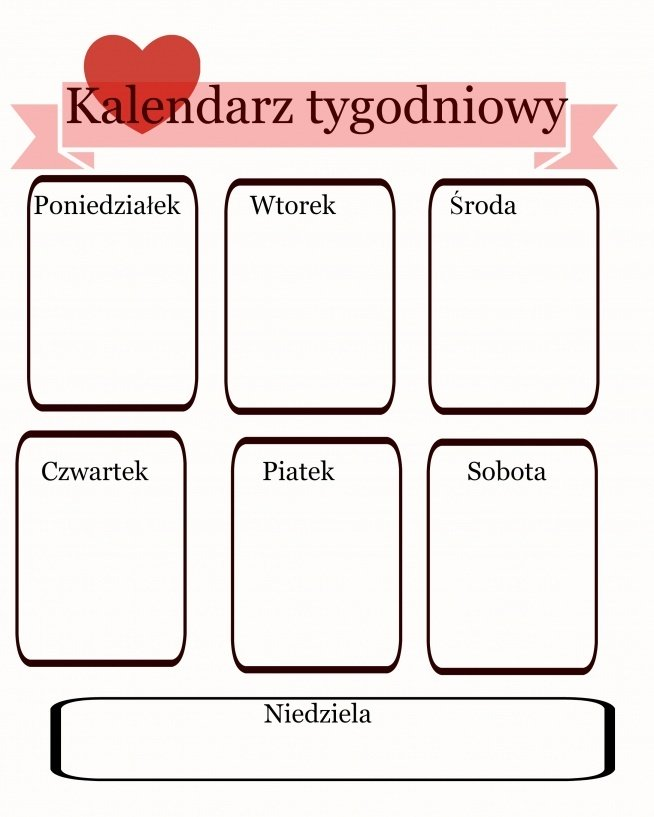 Kalendarz tygodniowy
Poniedziałek
Wtorek
Środa
Czwartek
Piatek
Sobota
Niedziela